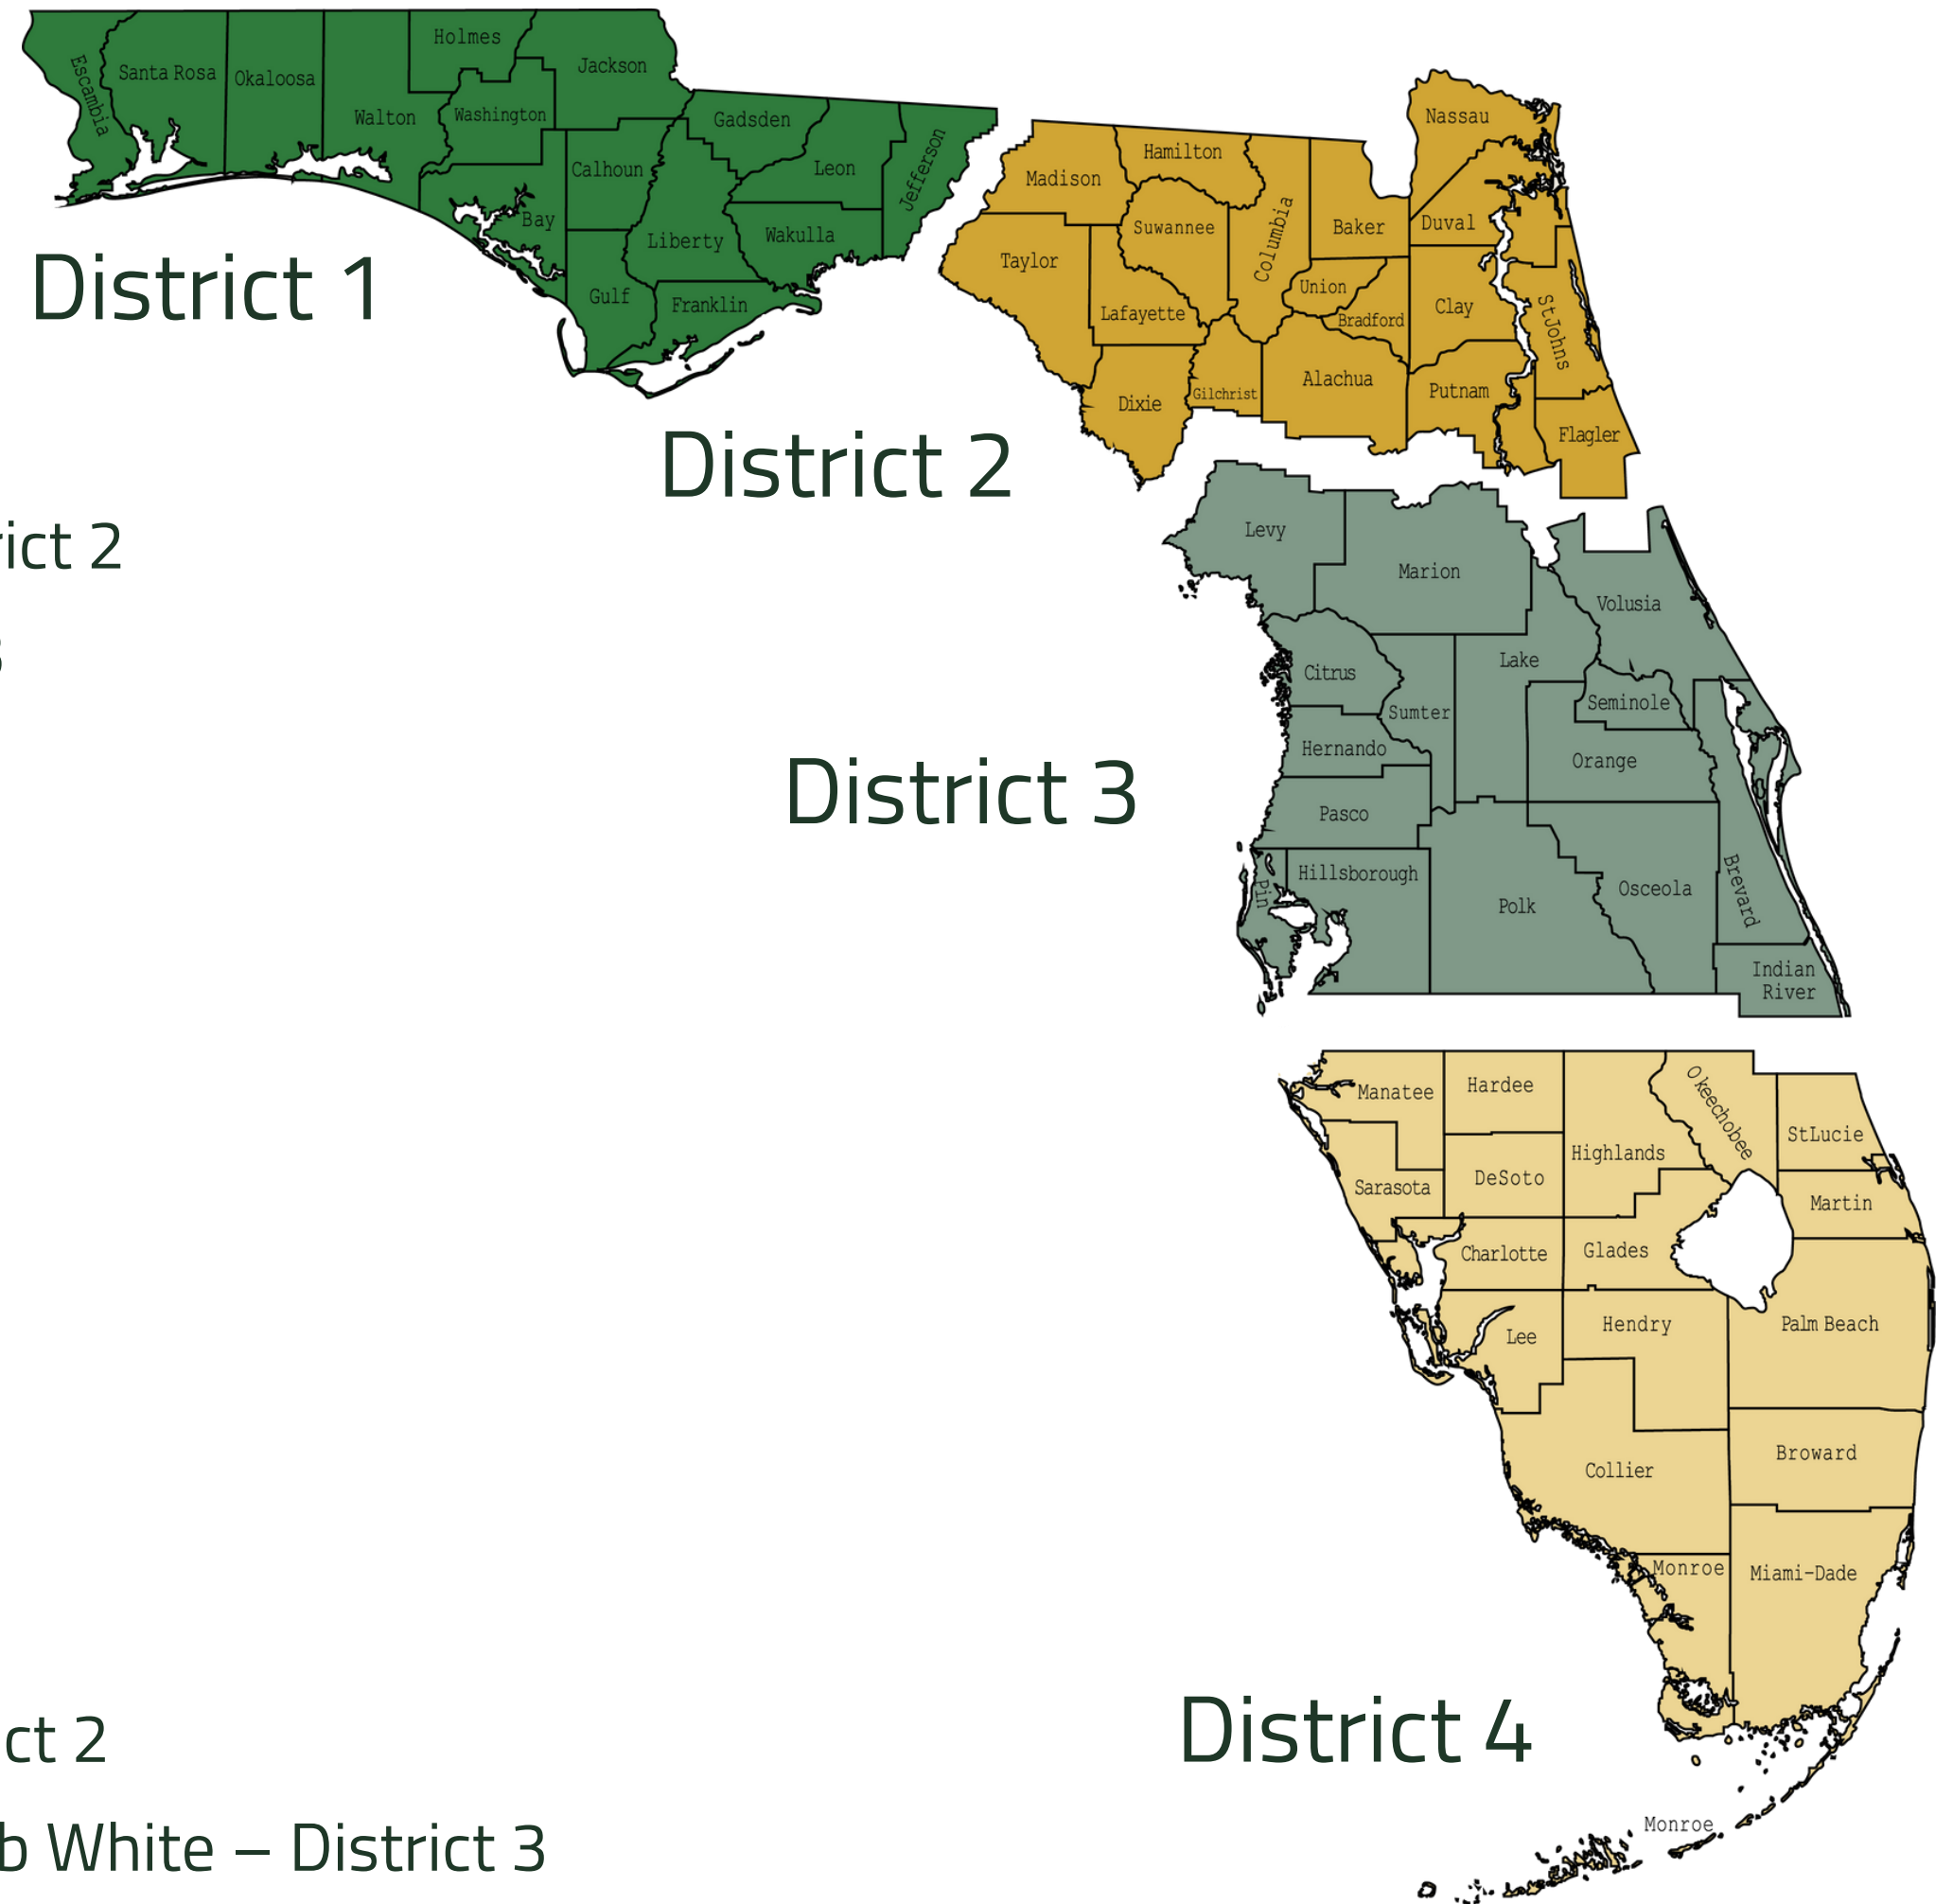 Holmes
Jackson
Escambia
Santa Rosa
Okaloosa
Walton
Washington
Gadsden
Calhoun
Leon
Jefferson
Bay
Liberty
Wakulla
Gulf
Franklin
District 1
Nassau
Hamilton
Madison
Suwannee
Columbia
Baker
Duval
Taylor
Union
Lafayette
Bradford
Clay
StJohns
Dixie
Gilchrist
Alachua
Putnam
Flagler
District 2
rict 2
Levy
Marion
Volusia
3
Citrus
Lake
Sumter
Seminole
Hernando
Orange
District 3
Pasco
Pin
Hillsborough
Polk
Osceola
Brevard
Indian
River
Manatee
Hardee
Okeechobee
StLucie
Highlands
Sarasota
DeSoto
Martin
Charlotte
Glades
Lee
Hendry
Palm Beach
Collier
Broward
Monroe
Miami-Dade
District 4
ct 2
Monroe
b White – District 3